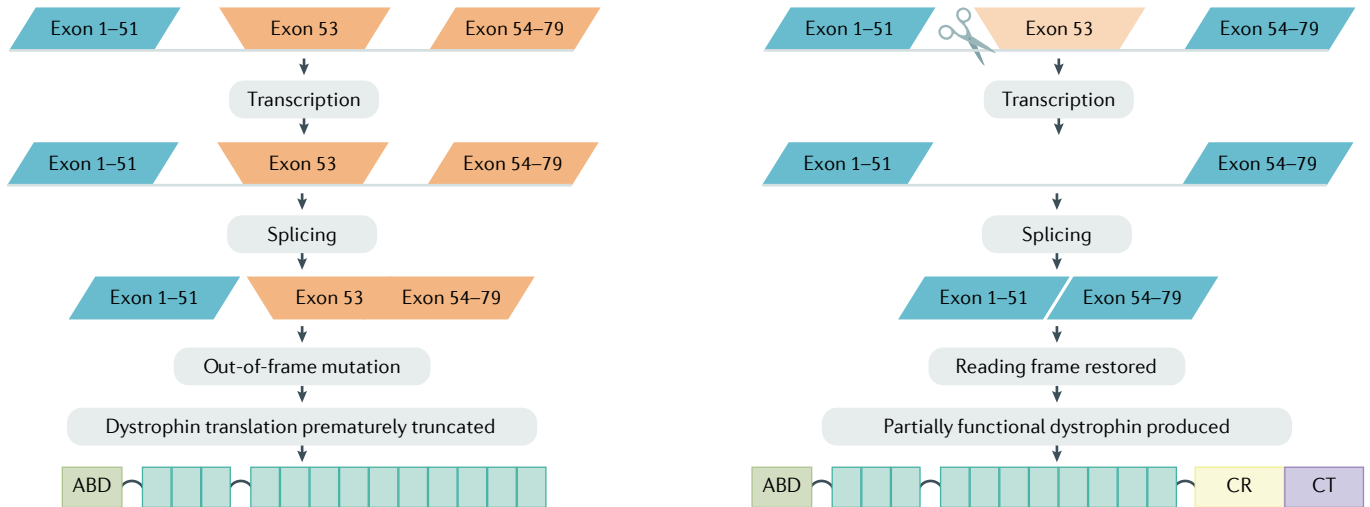 Exon 1–51 Exon 53 Exon 54–79
Transcription
Exon 1–51 Exon 53 Exon 54–79
Splicing
Exon 1–51 Exon 53 Exon 54–79
Out-of-frame mutation
Dystrophin translation prematurely truncated
ABD
Exon 1–51 Exon 53 Exon 54–79
Transcription
Exon 1–51 Exon 54–79
Splicing
Exon 1–51 Exon 54–79
Reading frame restored
Partially functional dystrophin produced
ABD CR CT